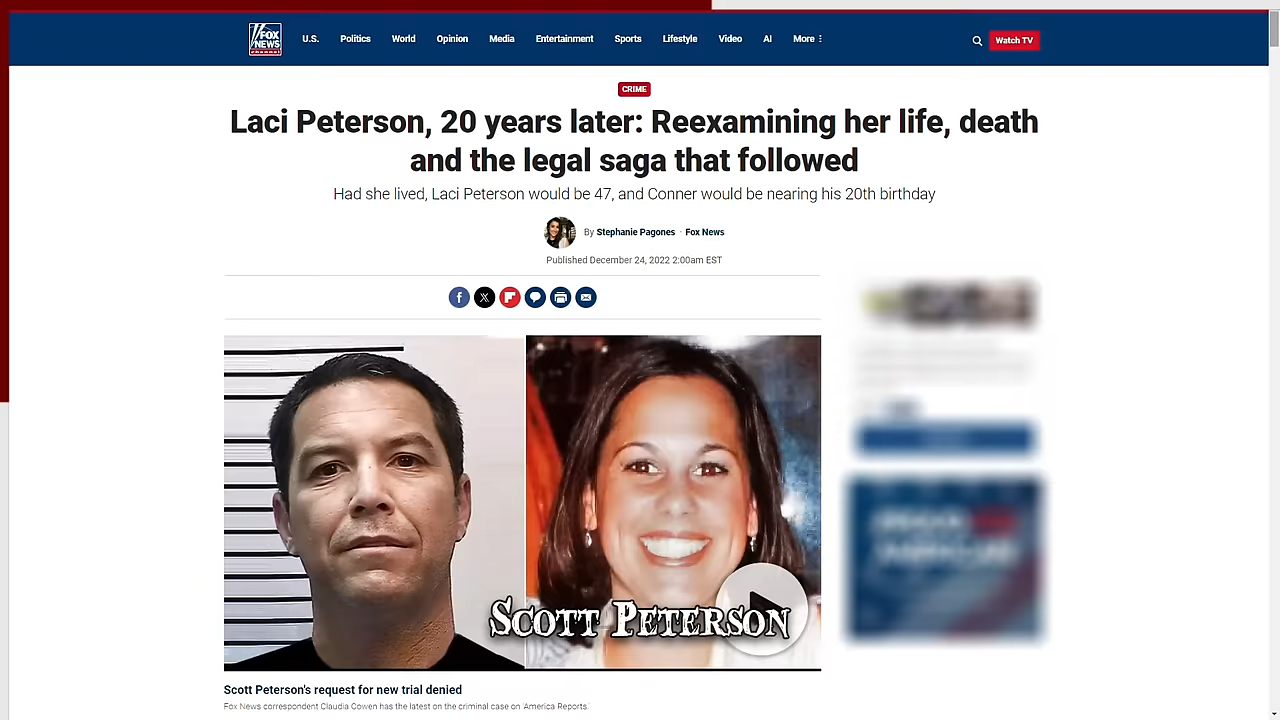 FOX
NEWS
channel
U.S. Politics World Opinion Media Entertainment Sports Lifestyle Video AI More
Watch TV
CRIME
Laci Peterson, 20 years later: Reexamining her life, death
and the legal saga that followed
Had she lived, Laci Peterson would be 47, and Conner would be nearing his 20th birthday
By Stephanie Pagones · Fox News
Published December 24, 2022 2:00am EST
SCOTT PETERSON
Scott Peterson's request for new trial denied
Fox News correspondent Claudia Cowen has the latest on the criminal case on 'America Reports.'